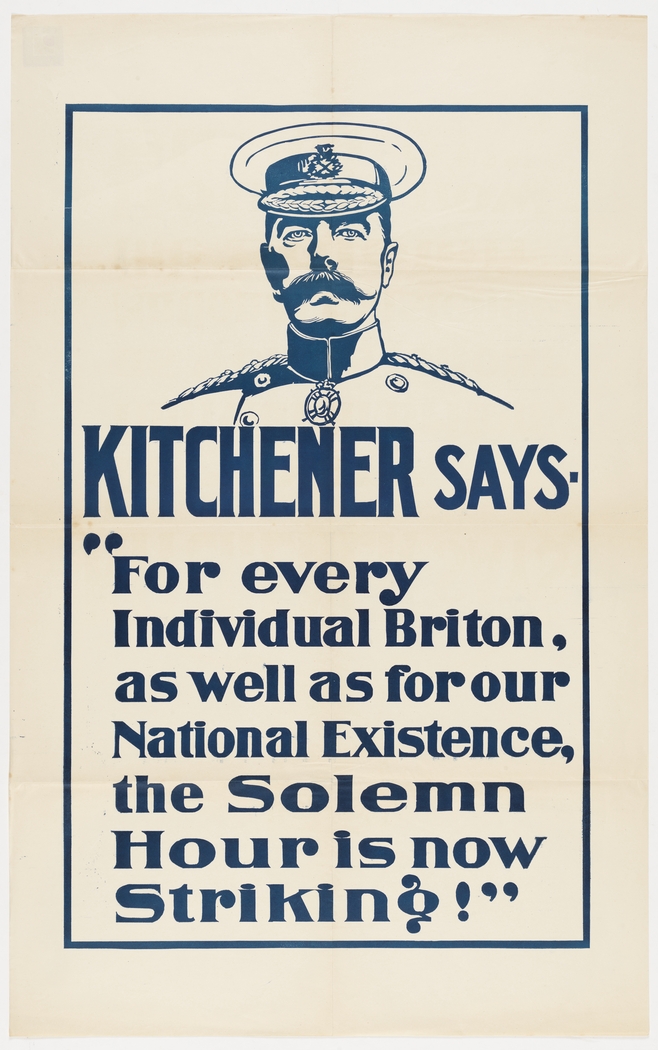 KITCHENER SAYS-
"For every
Individual Briton,
as well as for our
National Existence,
the Solemn
Hour is now
Striking!"